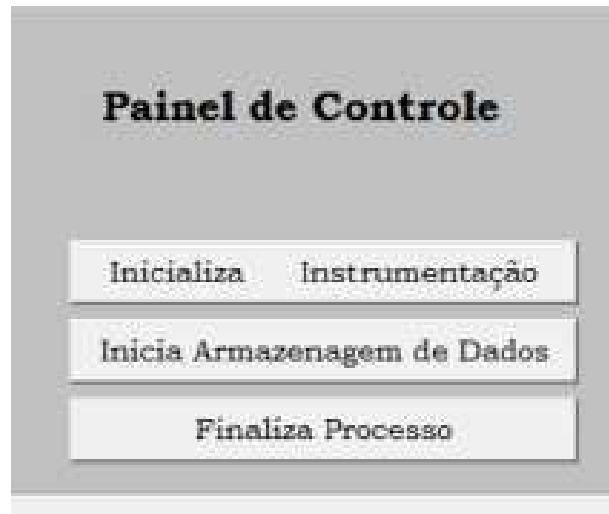 Painel de Controle
Inicializa Instrumentação
Inicia Armazenagem de Dados
Finaliza Processo